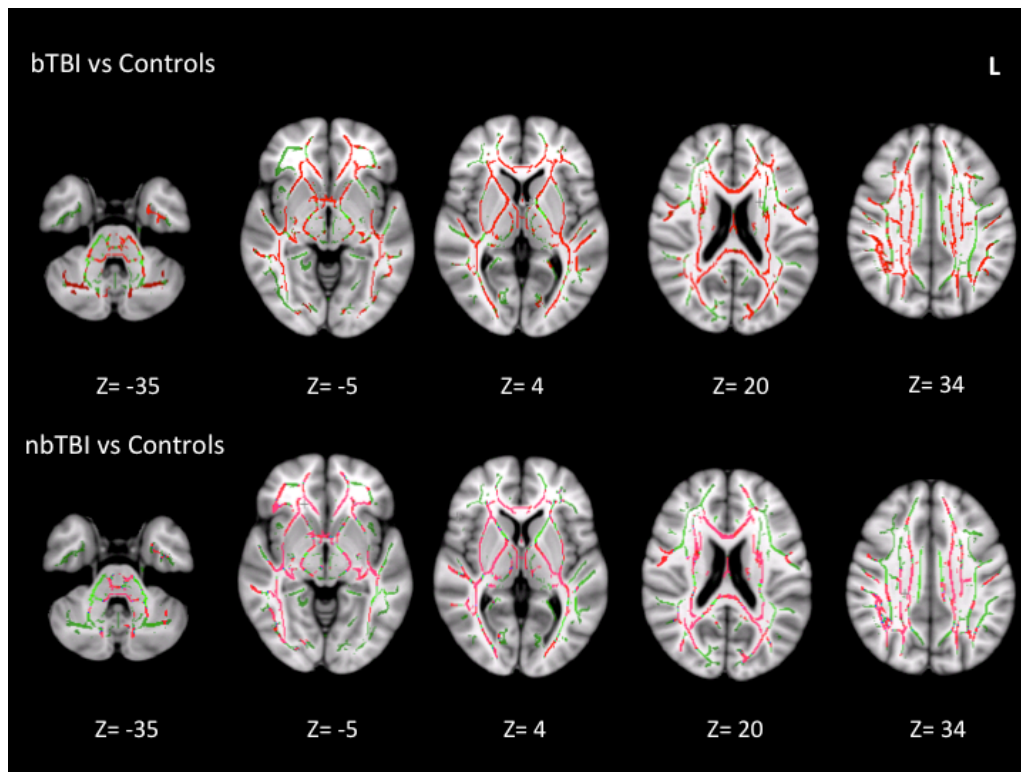 bTBI vs Controls
L
Z= -35 Z= -5 Z= 4 Z= 20 Z= 34
nbTBI vs Controls
Z= -35 Z= -5 Z= 4 Z= 20 Z= 34